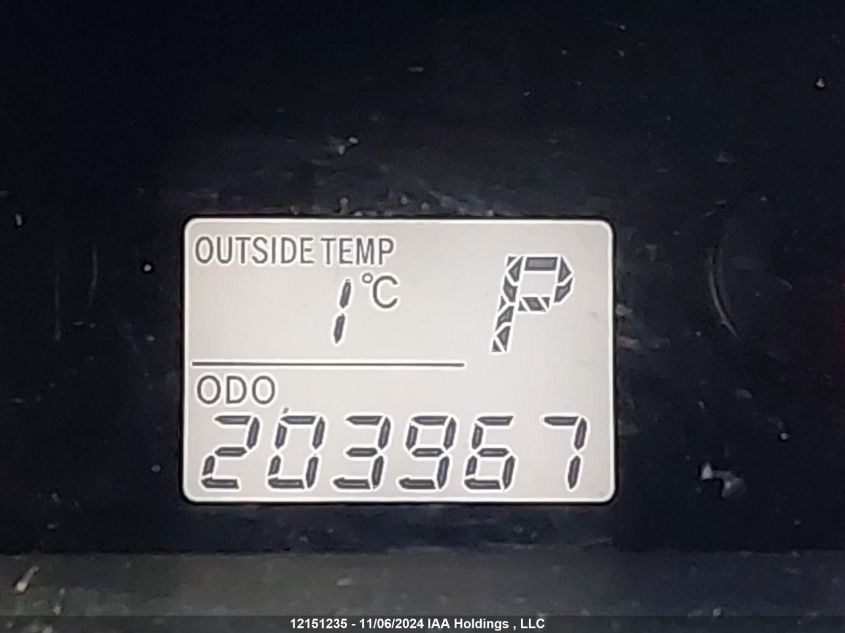 OUTSIDE TEMP
1°C P
ODO
203967
12151235 - 11/06/2024 IAA Holdings , LLC